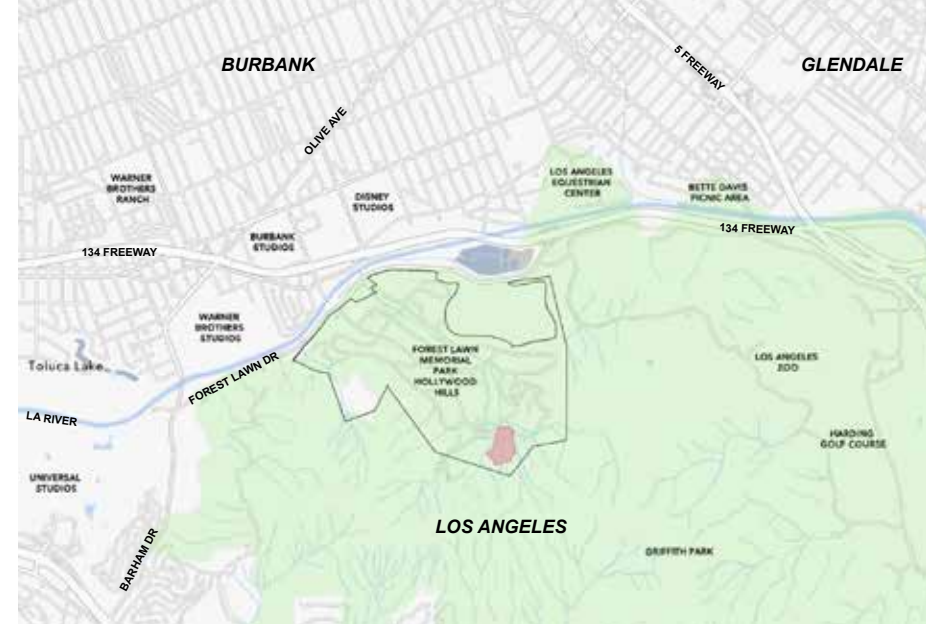 BURBANK
GLENDALE
5 FREEWAY
OLIVE AVE
LOS ANGELES
EQUESTRIAN
CENTER
WARNER
BROTHERS
RANCH
BETTE DAVIS
PICNIC AREA
DISNEY
STUDIOS
134 FREEWAY
BURBANK
STUDIOS
134 FREEWAY
WARNER
BROTHERS
STUDIOS
FOREST LAWN
MEMORIAL
PARK
HOLLYWOOD
HILLS
LOS ANGELES
ZOO
Toluca Lake
FOREST LAWN DR
LA RIVER
HARDING
GOLF COURSE
UNIVERSAL
STUDIOS
LOS ANGELES
GRIFFITH PARK
BARHAM DR